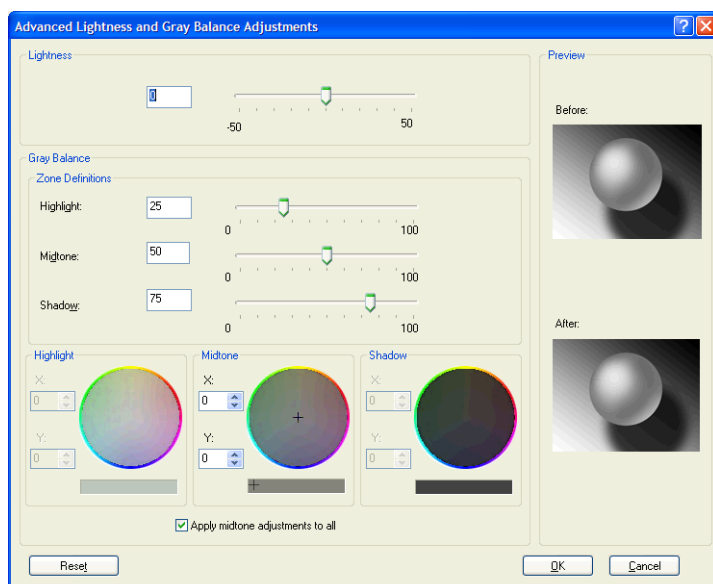 Advanced Lightness and Gray Balance Adjustments
Lightness
0
-50 50
Gray Balance
Zone Definitions
Highlight: 25
0 100
Midtone: 50
0 100
Shadow: 75
0 100
Highlight
X:
0
Y:
0
Midtone
X:
0
Y:
0
Shadow
X:
0
Y:
0
Apply midtone adjustments to all
Preview
Before:
After:
Reset OK Cancel